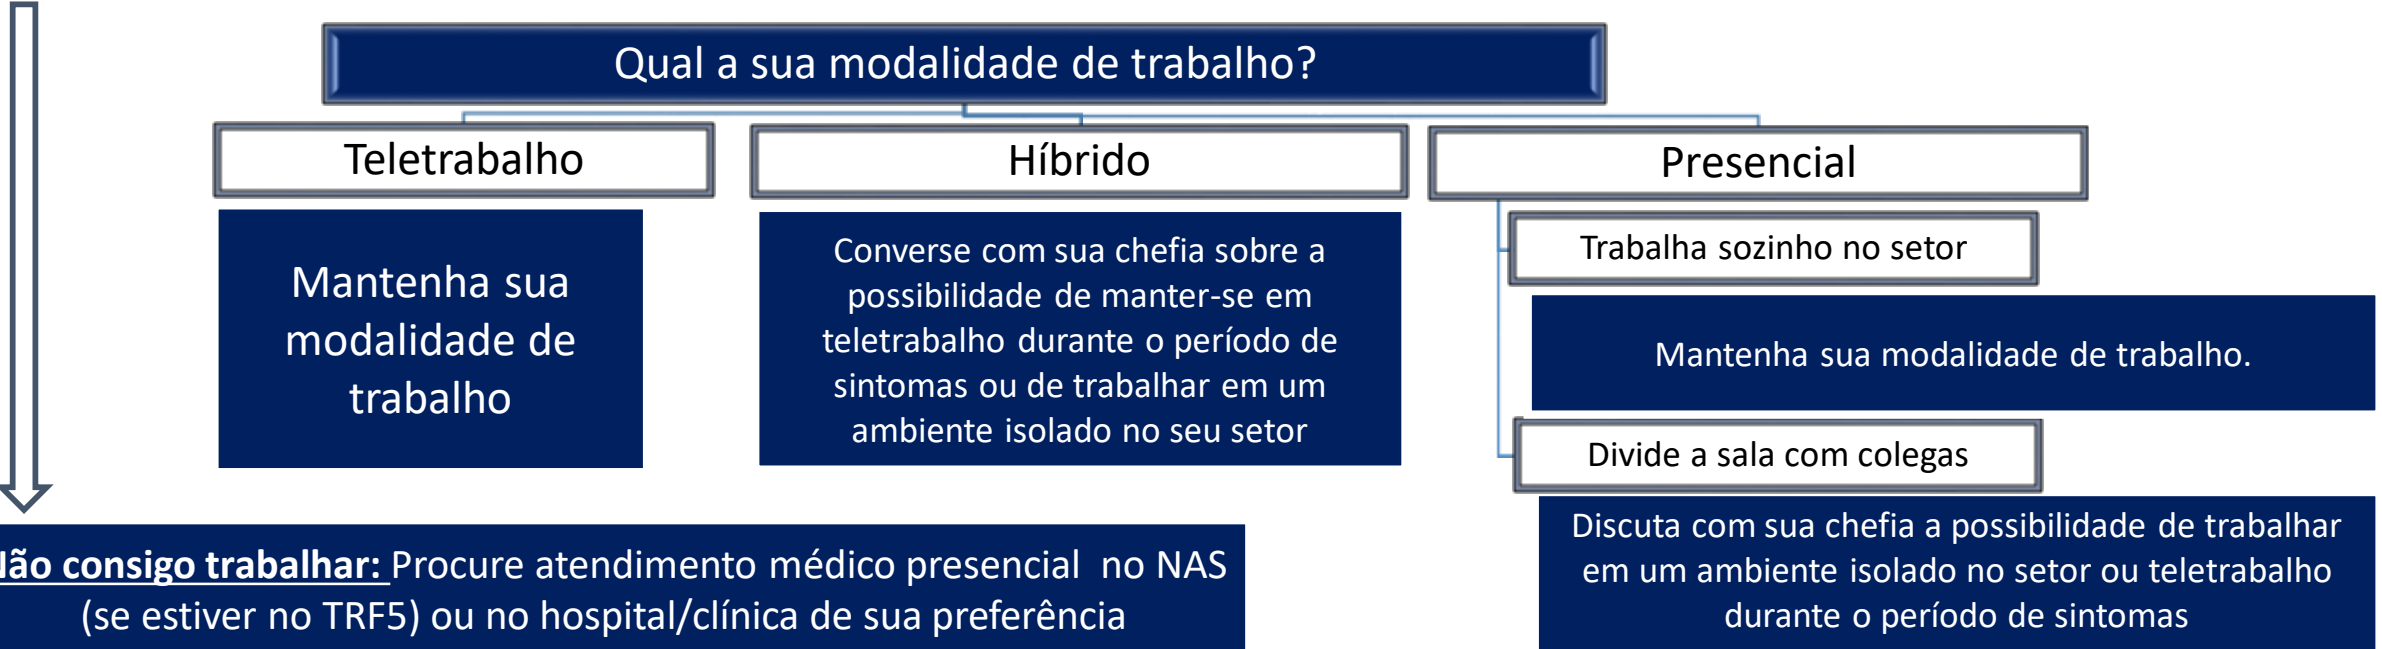 Qual a sua modalidade de trabalho?
Teletrabalho
Mantenha sua
modalidade de
trabalho
Híbrido
Converse com sua chefia sobre a
possibilidade de manter-se em
teletrabalho durante o período de
sintomas ou de trabalhar em um
ambiente isolado no seu setor
Presencial
Trabalha sozinho no setor
Mantenha sua modalidade de trabalho.
Divide a sala com colegas
Discuta com sua chefia a possibilidade de trabalhar
em um ambiente isolado no setor ou teletrabalho
durante o período de sintomas
Não consigo trabalhar: Procure atendimento médico presencial no NAS
(se estiver no TRF5) ou no hospital/clínica de sua preferência